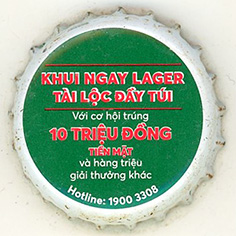 KHUI NGAY LAGER
TÀI LỘC ĐẦY TÚI
Với cơ hội trúng
10 TRIỆU ĐỒNG
TIỀN MẶT
và hàng triệu
giải thưởng khác
Hotline: 1900 3308